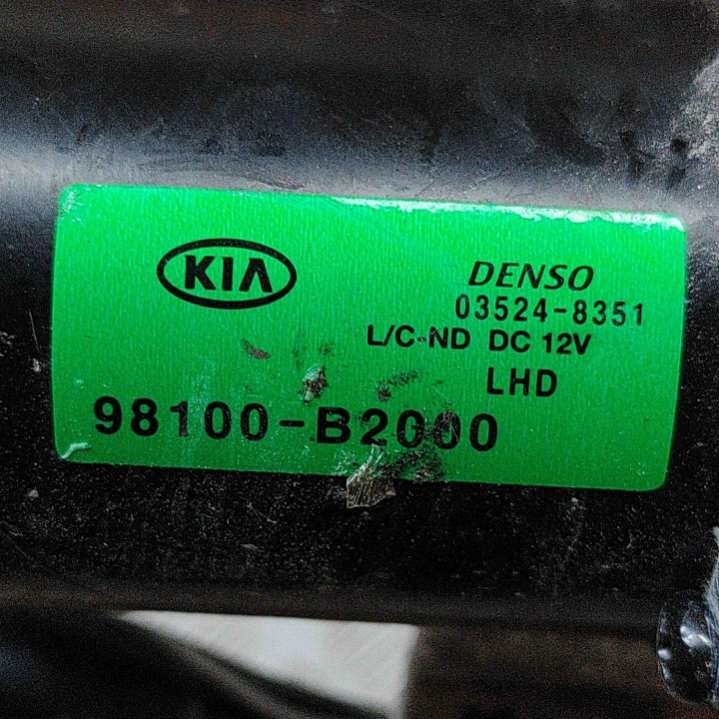 KIA
DENSO
03524-8351
L/C-ND DC 12V
LHD
98100-B2000